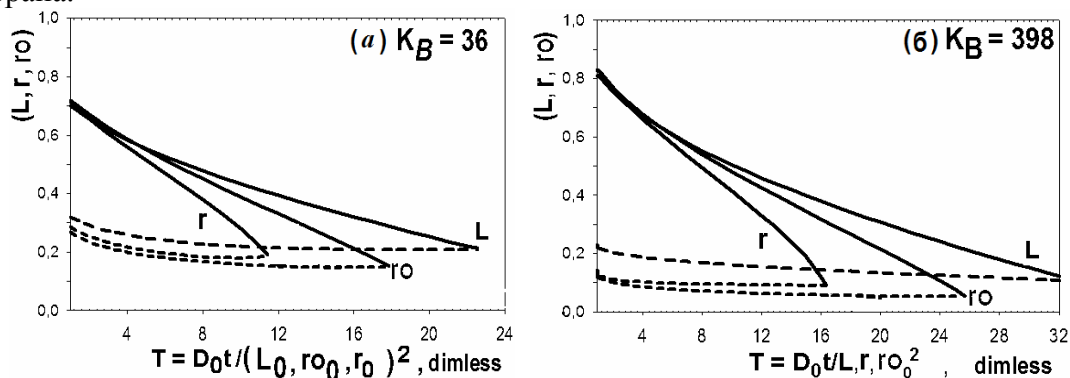 (а) K_B = 36
(L, r, ro)
1,0
0,8
0,6
0,4
0,2
0,0
r
ro
L
4 8 12 16 20 24
T = D₀t/(L₀, ro₀, r₀)², dimless
(б) K_B = 398
(L, r, ro)
1,0
0,8
0,6
0,4
0,2
0,0
r
ro
L
4 8 12 16 20 24 28 32
T = D₀t/L,r,ro₀², dimless